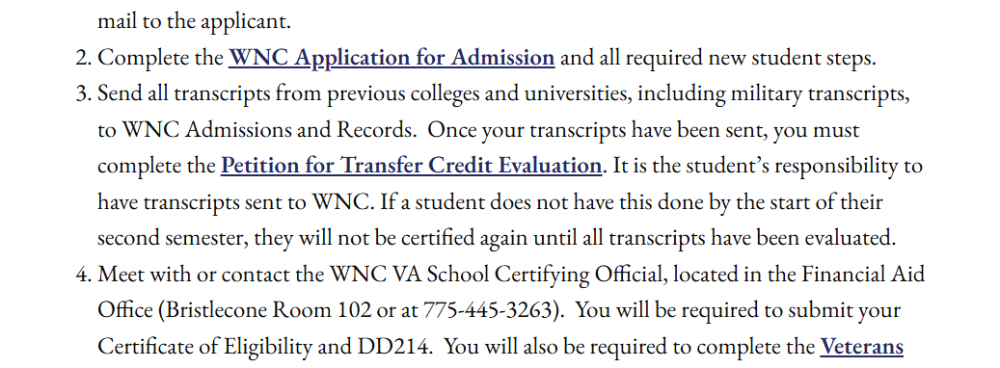 mail to the applicant.
2. Complete the WNC Application for Admission and all required new student steps.
3. Send all transcripts from previous colleges and universities, including military transcripts,
to WNC Admissions and Records.  Once your transcripts have been sent, you must
complete the Petition for Transfer Credit Evaluation. It is the student’s responsibility to
have transcripts sent to WNC. If a student does not have this done by the start of their
second semester, they will not be certified again until all transcripts have been evaluated.
4. Meet with or contact the WNC VA School Certifying Official, located in the Financial Aid
Office (Bristlecone Room 102 or at 775-445-3263).  You will be required to submit your
Certificate of Eligibility and DD214.  You will also be required to complete the Veterans